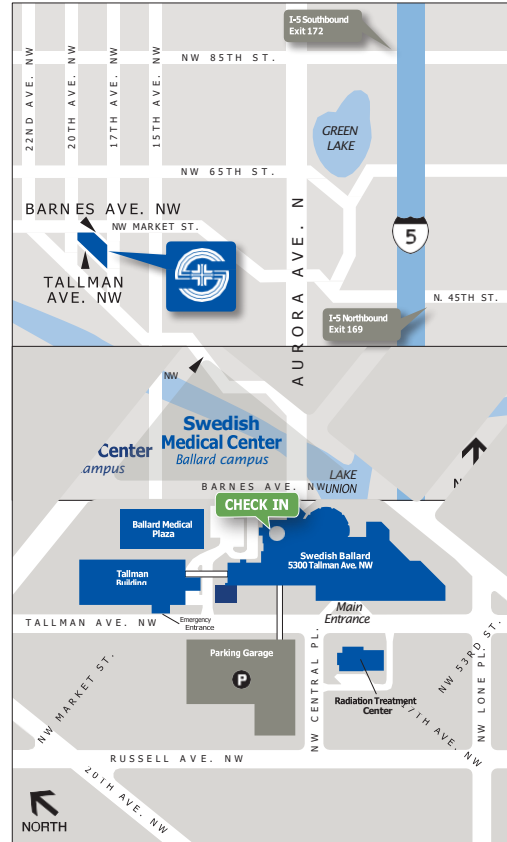 I-5 Southbound
Exit 172
NW 85TH ST.
22ND AVE. NW
20TH AVE. NW
17TH AVE. NW
15TH AVE. NW
GREEN
LAKE
NW 65TH ST.
BARNES AVE. NW
NW MARKET ST.
AURORA AVE. N
5
TALLMAN
AVE. NW
N. 45TH ST.
I-5 Northbound
Exit 169
NW
Swedish
Medical Center
Ballard campus
Center
ampus
LAKE
UNION
N
BARNES AVE. NW
CHECK IN
Ballard Medical
Plaza
Swedish Ballard
5300 Tallman Ave. NW
Tallman
Building
Emergency
Entrance
Main
Entrance
TALLMAN AVE. NW
Parking Garage
P
NW CENTRAL PL.
Radiation Treatment
Center
NW 53RD ST.
NW LONE PL.
17TH AVE. NW
NW MARKET ST.
RUSSELL AVE. NW
20TH AVE. NW
NORTH